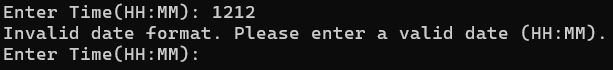 Enter Time(HH:MM): 1212
Invalid date format. Please enter a valid date (HH:MM).
Enter Time(HH:MM):